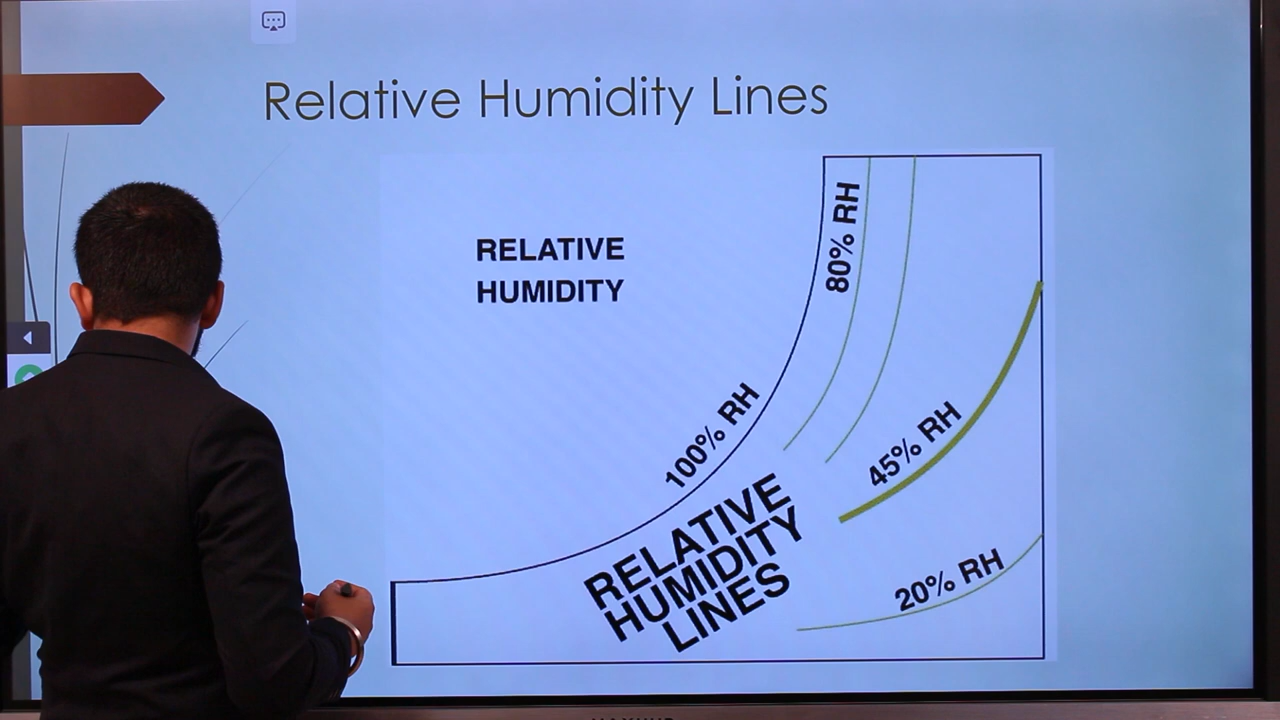 Relative Humidity Lines
RELATIVE
HUMIDITY
80% RH
100% RH
45% RH
RELATIVE
HUMIDITY
LINES
20% RH